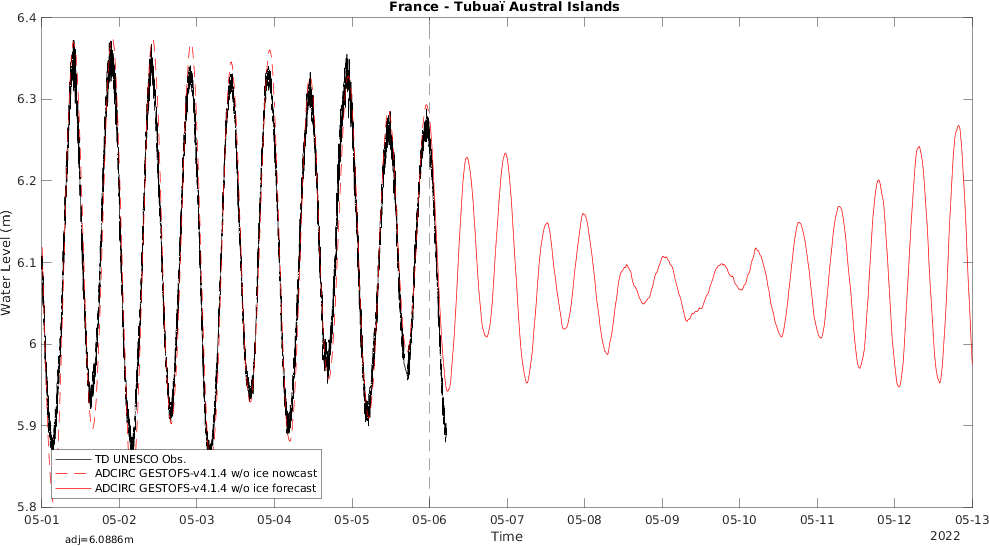 France - Tubuaï Austral Islands
6.4
6.3
6.2
6.1
6
5.9
5.8
Water Level (m)
TD UNESCO Obs.
ADCIRC GESTOFS-v4.1.4 w/o ice nowcast
ADCIRC GESTOFS-v4.1.4 w/o ice forecast
05-01 05-02 05-03 05-04 05-05 05-06 05-07 05-08 05-09 05-10 05-11 05-12 05-13
adj=6.0886m
Time
2022